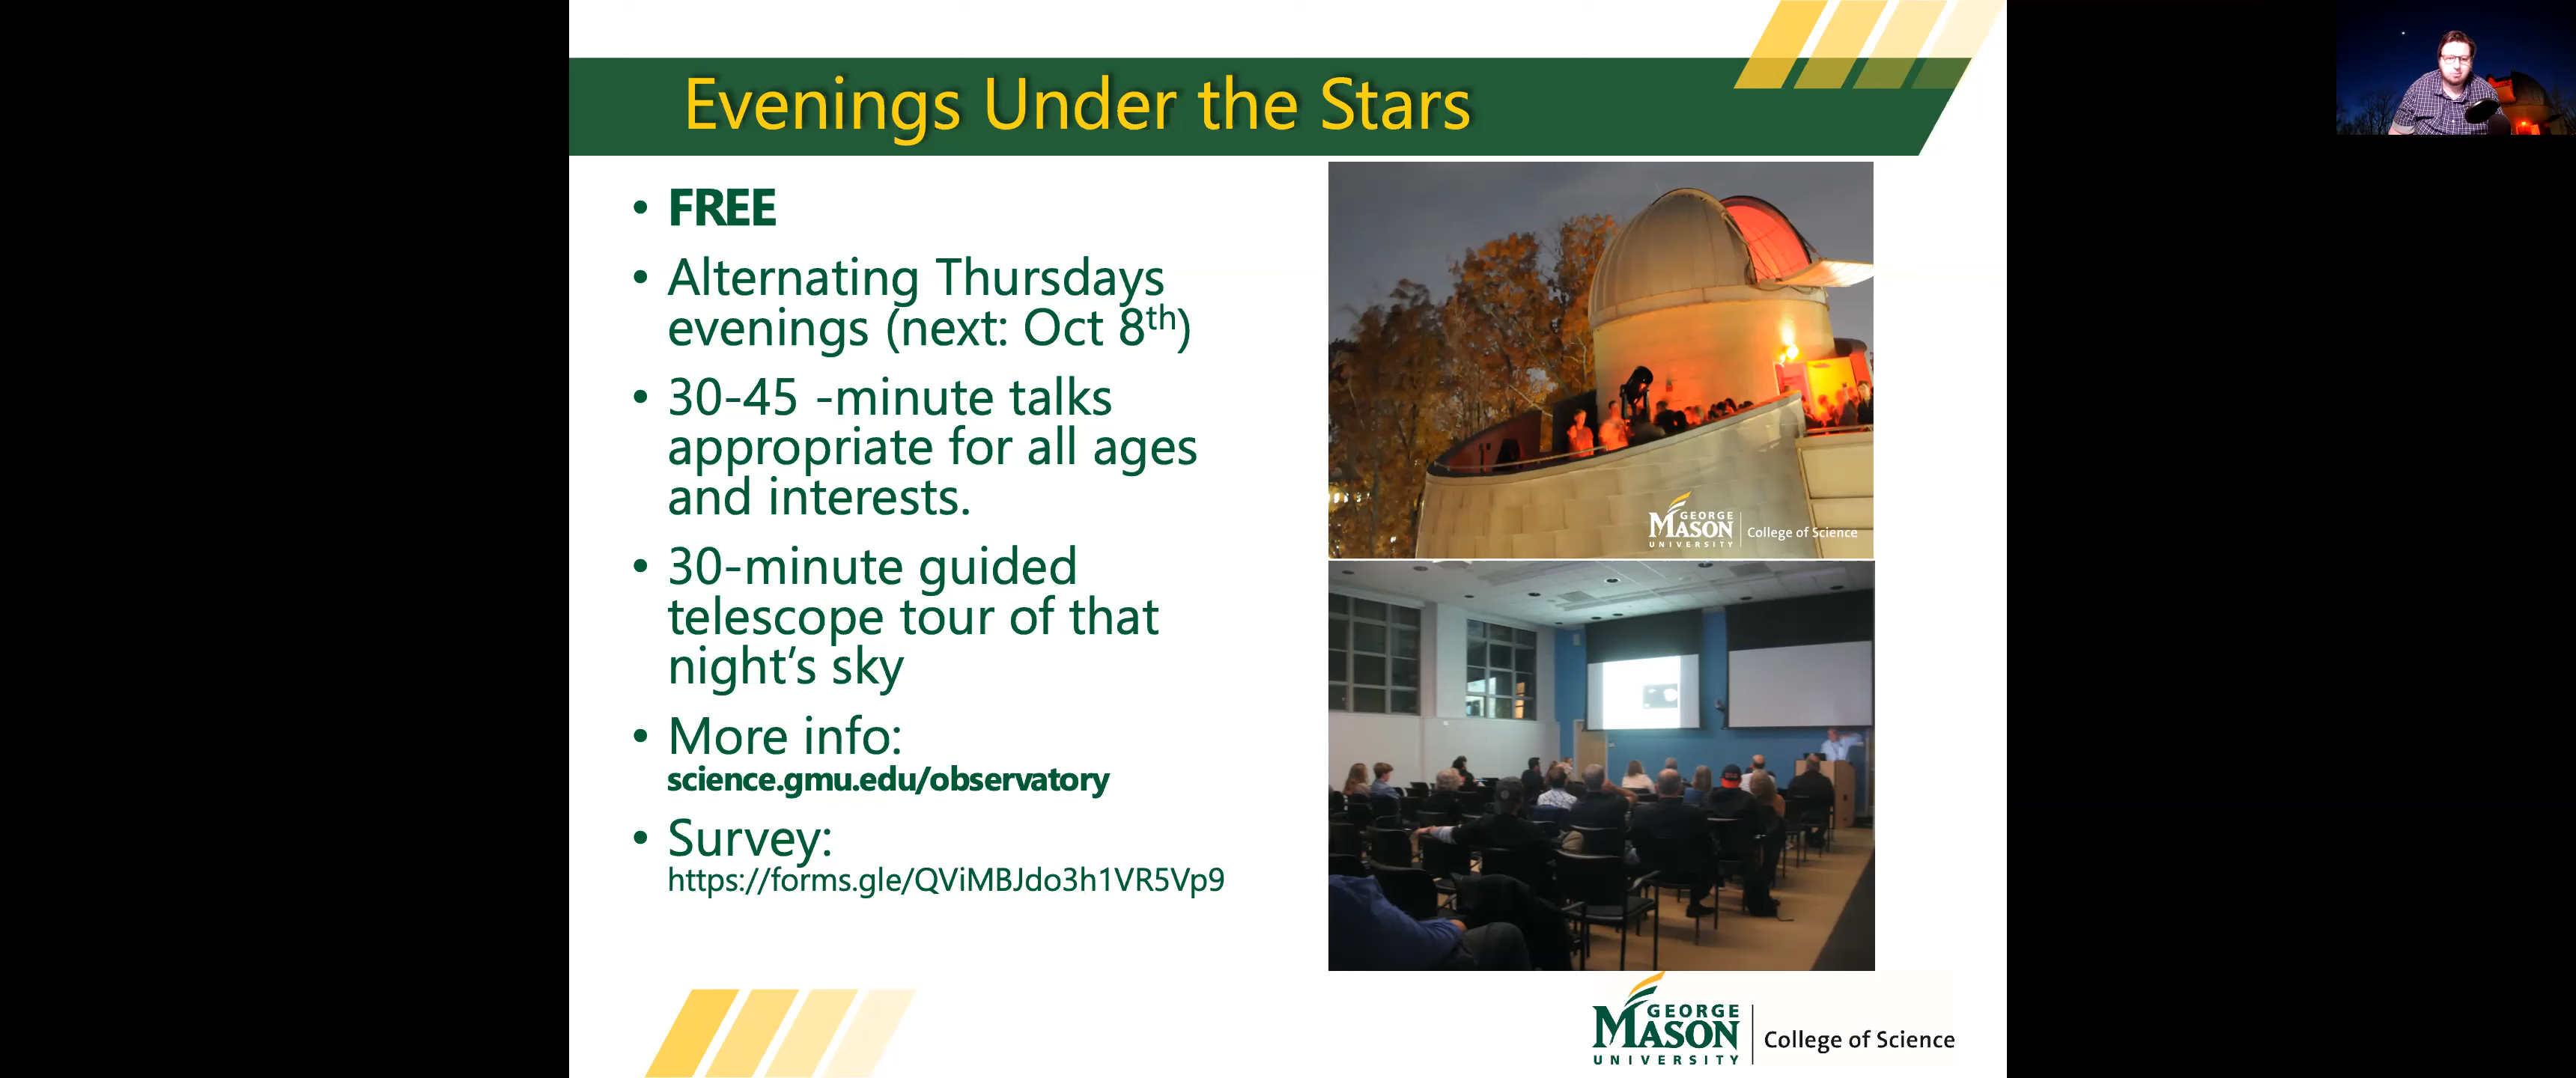 Evenings Under the Stars
• FREE
• Alternating Thursdays
evenings (next: Oct 8th)
• 30-45 -minute talks
appropriate for all ages
and interests.
• 30-minute guided
telescope tour of that
night’s sky
• More info:
science.gmu.edu/observatory
• Survey:
https://forms.gle/QViMBJdo3h1VR5Vp9
GEORGE
MASON
UNIVERSITY
College of Science
GEORGE
MASON
UNIVERSITY
College of Science